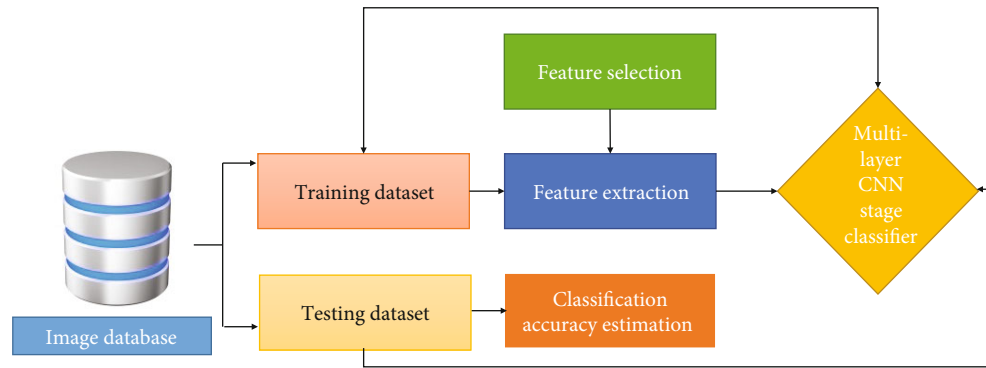 Feature selection
Training dataset
Feature extraction
Multi-
layer
CNN
stage
classifier
Testing dataset
Classification
accuracy estimation
Image database